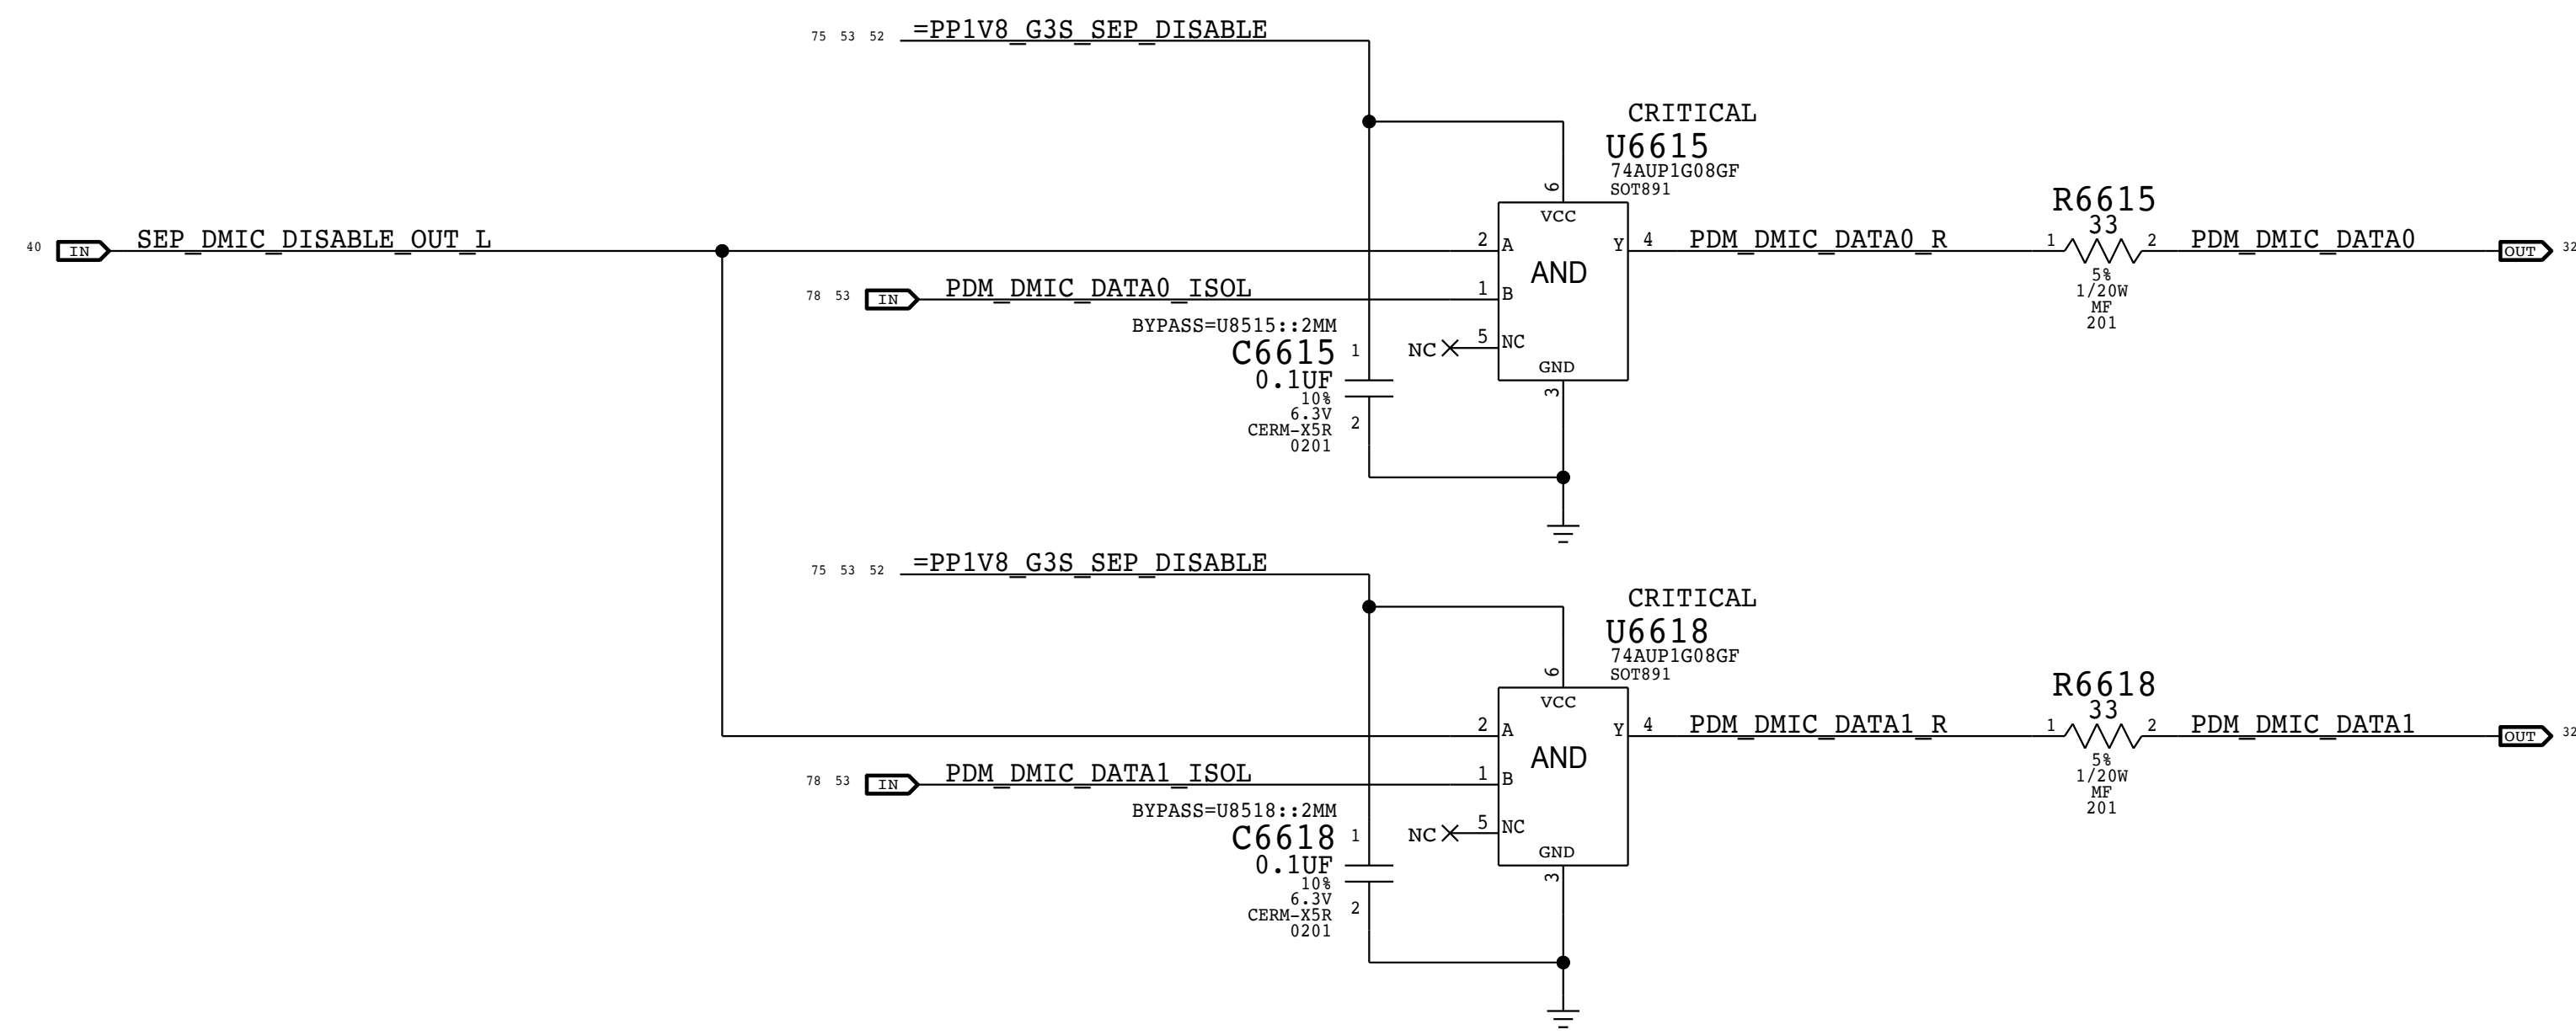 75 53 52 =PP1V8_G3S_SEP_DISABLE
CRITICAL
U6615
74AUP1G08GF
SOT891
6
VCC
R6615
33
40 IN SEP_DMIC_DISABLE_OUT_L
2 A
Y 4 PDM_DMIC_DATA0_R
1 2 PDM_DMIC_DATA0
OUT 32
AND
5%
1/20W
MF
201
78 53 IN PDM_DMIC_DATA0_ISOL
1 B
BYPASS=U8515::2MM
C6615 1
0.1UF
10%
6.3V
CERM-X5R
0201
2
NC 5 NC
GND
3
75 53 52 =PP1V8_G3S_SEP_DISABLE
CRITICAL
U6618
74AUP1G08GF
SOT891
6
VCC
R6618
33
2 A
Y 4 PDM_DMIC_DATA1_R
1 2 PDM_DMIC_DATA1
OUT 32
AND
5%
1/20W
MF
201
78 53 IN PDM_DMIC_DATA1_ISOL
1 B
BYPASS=U8518::2MM
C6618 1
0.1UF
10%
6.3V
CERM-X5R
0201
2
NC 5 NC
GND
3